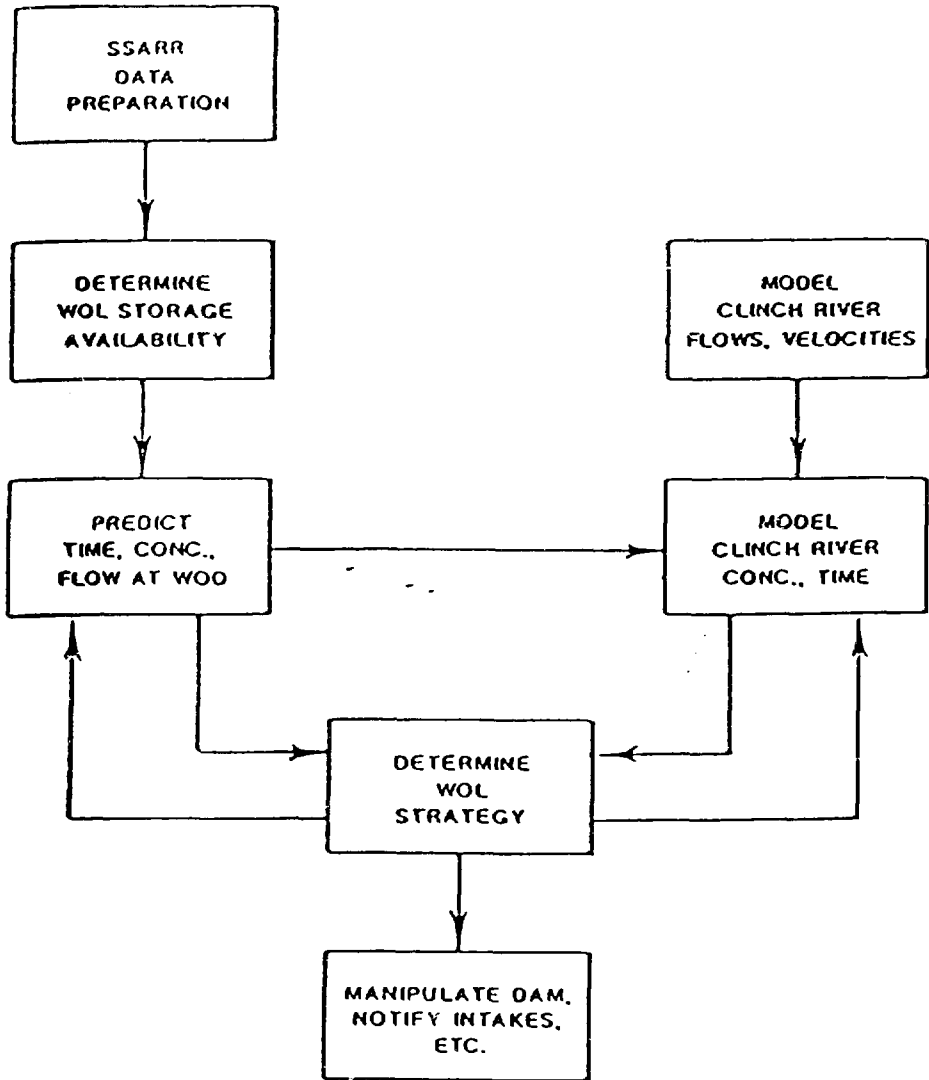 SSARR
DATA
PREPARATION
DETERMINE
WOL STORAGE
AVAILABILITY
MODEL
CLINCH RIVER
FLOWS, VELOCITIES
PREDICT
TIME, CONC.,
FLOW AT WOD
MODEL
CLINCH RIVER
CONC., TIME
DETERMINE
WOL
STRATEGY
MANIPULATE DAM,
NOTIFY INTAKES,
ETC.